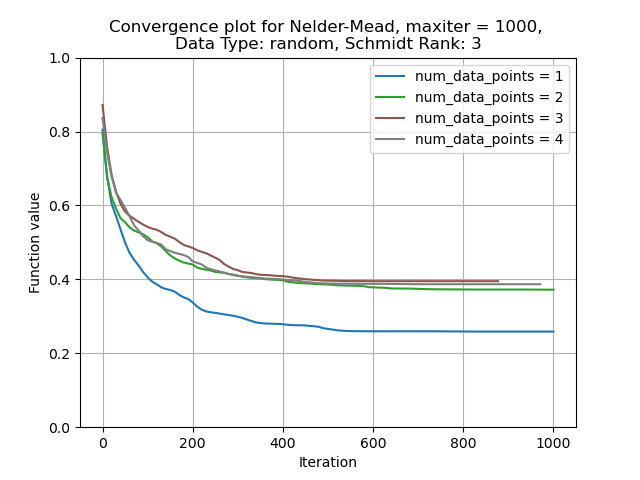 Convergence plot for Nelder-Mead, maxiter = 1000,
Data Type: random, Schmidt Rank: 3
1.0
0.8
0.6
0.4
0.2
0.0
Function value
num_data_points = 1
num_data_points = 2
num_data_points = 3
num_data_points = 4
0 200 400 600 800 1000
Iteration